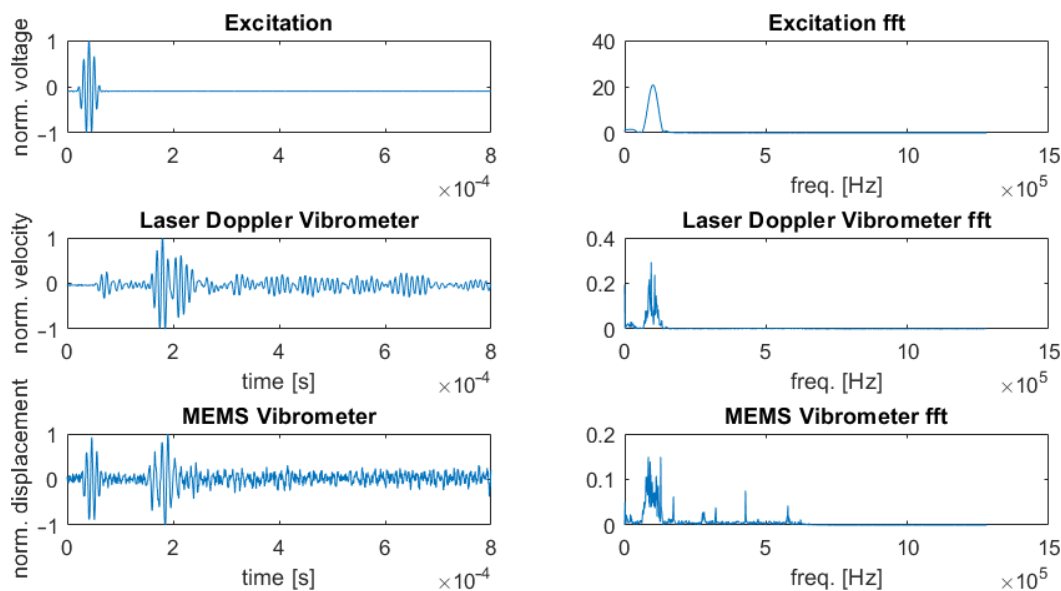 Excitation
norm. voltage
1
0
−1
0 2 4 6 8
×10⁻⁴
Excitation fft
40
20
0
0 5 10 15
freq. [Hz]
×10⁵
Laser Doppler Vibrometer
norm. velocity
1
0
−1
0 2 4 6 8
time [s]
×10⁻⁴
Laser Doppler Vibrometer fft
0.4
0.2
0
0 5 10 15
freq. [Hz]
×10⁵
MEMS Vibrometer
norm. displacement
1
0
−1
0 2 4 6 8
time [s]
×10⁻⁴
MEMS Vibrometer fft
0.2
0.1
0
0 5 10 15
freq. [Hz]
×10⁵